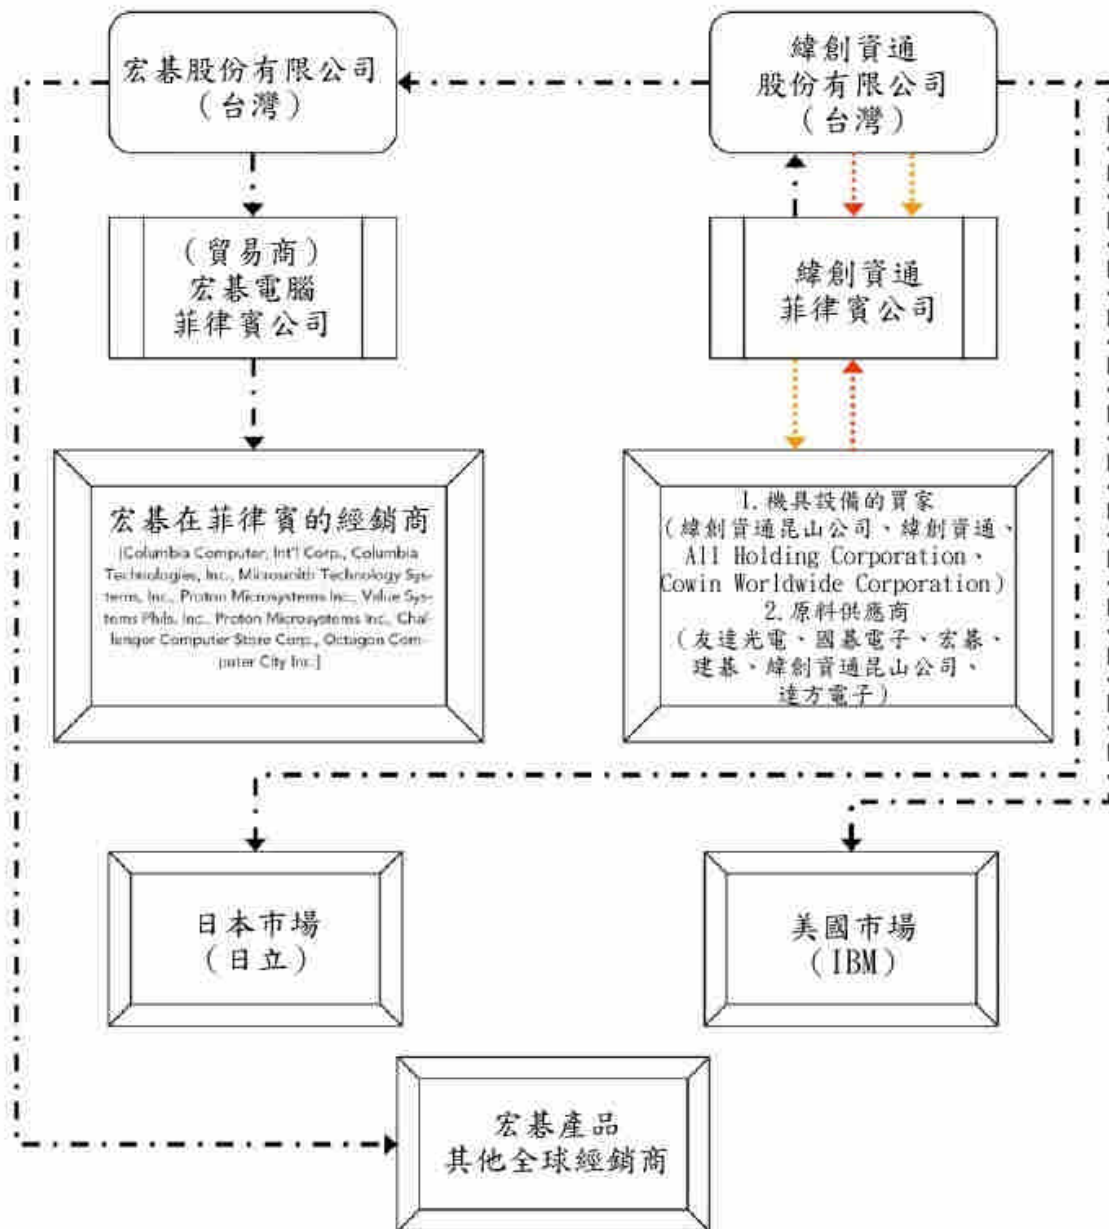 宏碁股份有限公司
(台灣)
緯創資通
股份有限公司
(台灣)
(貿易商)
宏碁電腦
菲律賓公司
緯創資通
菲律賓公司
宏碁在菲律賓的經銷商
[Columbia Computer, Int'l Corp., Columbia
Technologies, Inc., Microsmith Technology Sys-
tems, Inc., Proton Microsystems Inc., Value Sys-
tems Phils. Inc., Proton Microsystems Inc., Chal-
lenger Computer Store Corp., Octagon Com-
puter City Inc.]
1.機具設備的買家
(緯創資通昆山公司、緯創資通、
All Holding Corporation、
Cowin Worldwide Corporation)
2.原料供應商
(友達光電、國碁電子、宏碁、
建碁、緯創資通昆山公司、
達方電子)
日本市場
(日立)
美國市場
(IBM)
宏碁產品
其他全球經銷商